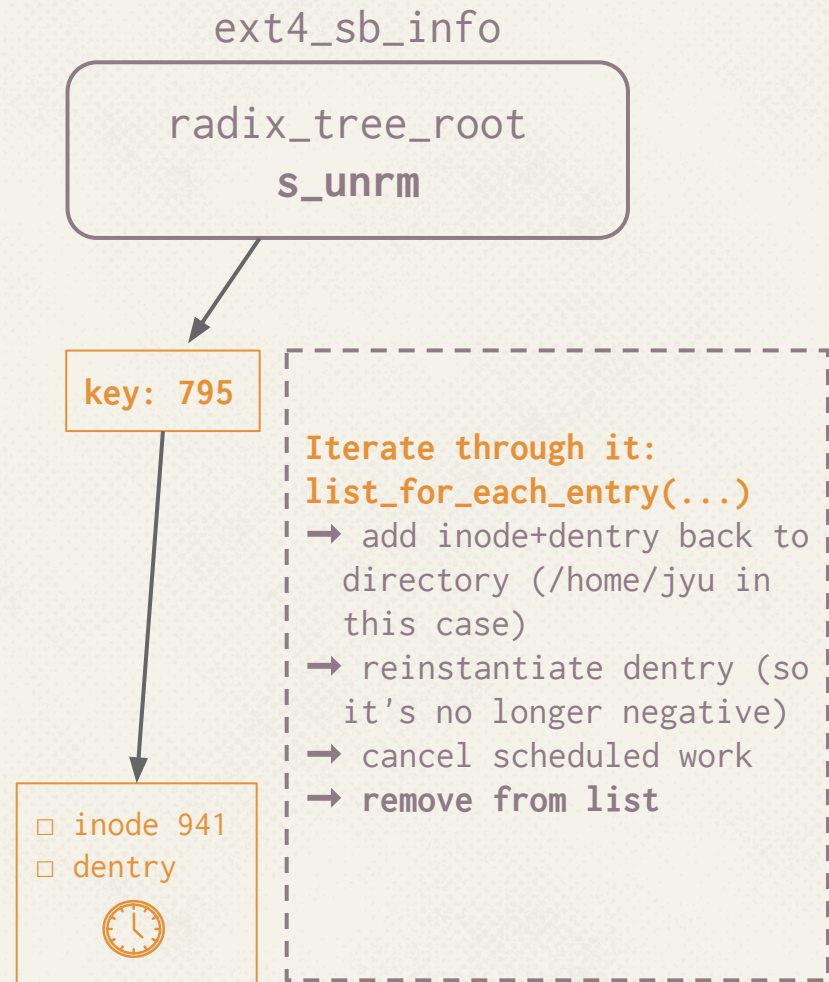 ext4_sb_info
radix_tree_root
s_unrm
key: 795
Iterate through it:
list_for_each_entry(...)
➞ add inode+dentry back to
directory (/home/jyu in
this case)
➞ reinstantiate dentry (so
it's no longer negative)
➞ cancel scheduled work
➞ remove from list
□ inode 941
□ dentry